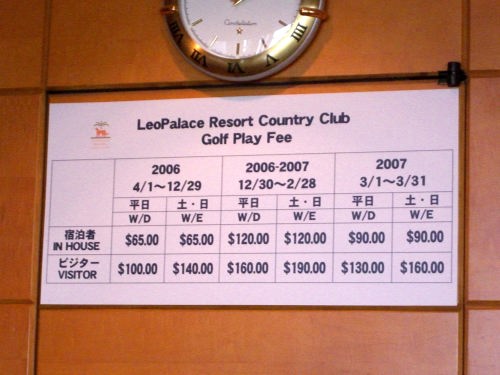 LeoPalace Resort Country Club
Golf Play Fee
2006 2006-2007 2007
4/1～12/29 12/30～2/28 3/1～3/31
平日 土・日 平日 土・日 平日 土・日
W/D W/E W/D W/E W/D W/E
宿泊者
IN HOUSE $65.00 $65.00 $120.00 $120.00 $90.00 $90.00
ビジター
VISITOR $100.00 $140.00 $160.00 $190.00 $130.00 $160.00